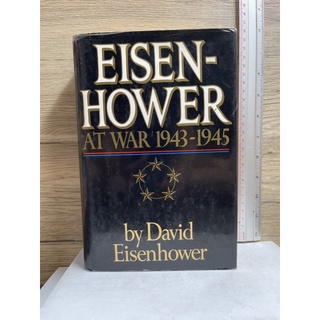 EISEN-
HOWER
AT WAR 1943-1945
by David
Eisenhower